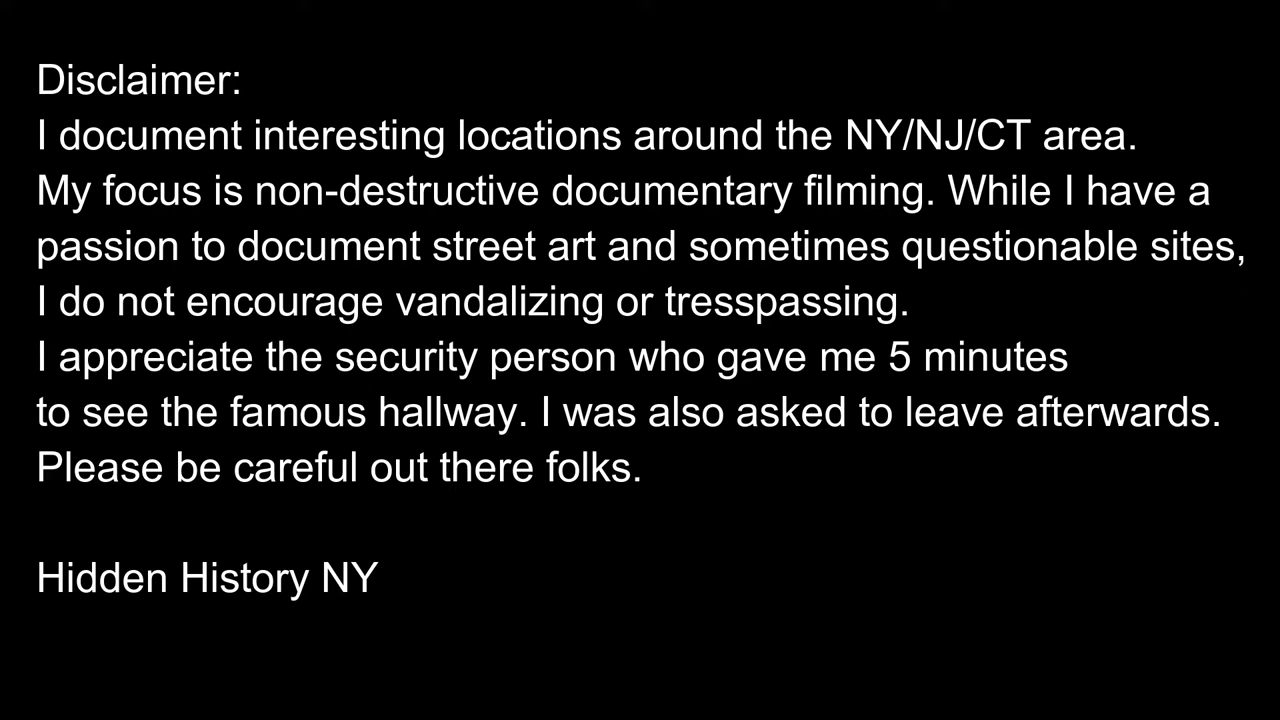 Disclaimer:
I document interesting locations around the NY/NJ/CT area.
My focus is non-destructive documentary filming. While I have a
passion to document street art and sometimes questionable sites,
I do not encourage vandalizing or tresspassing.
I appreciate the security person who gave me 5 minutes
to see the famous hallway. I was also asked to leave afterwards.
Please be careful out there folks.
Hidden History NY